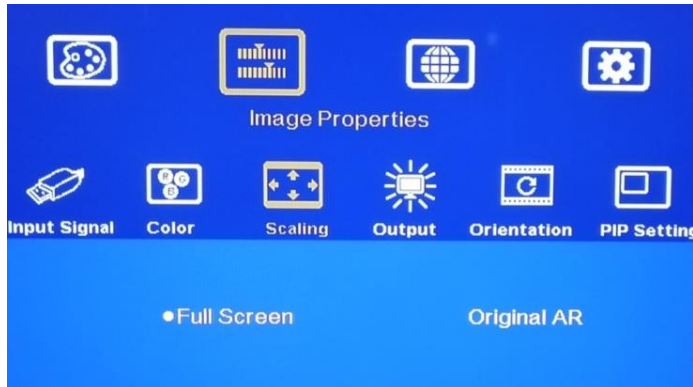 Image Properties
R G B
Input Signal Color Scaling Output Orientation PIP Setting
Full Screen Original AR